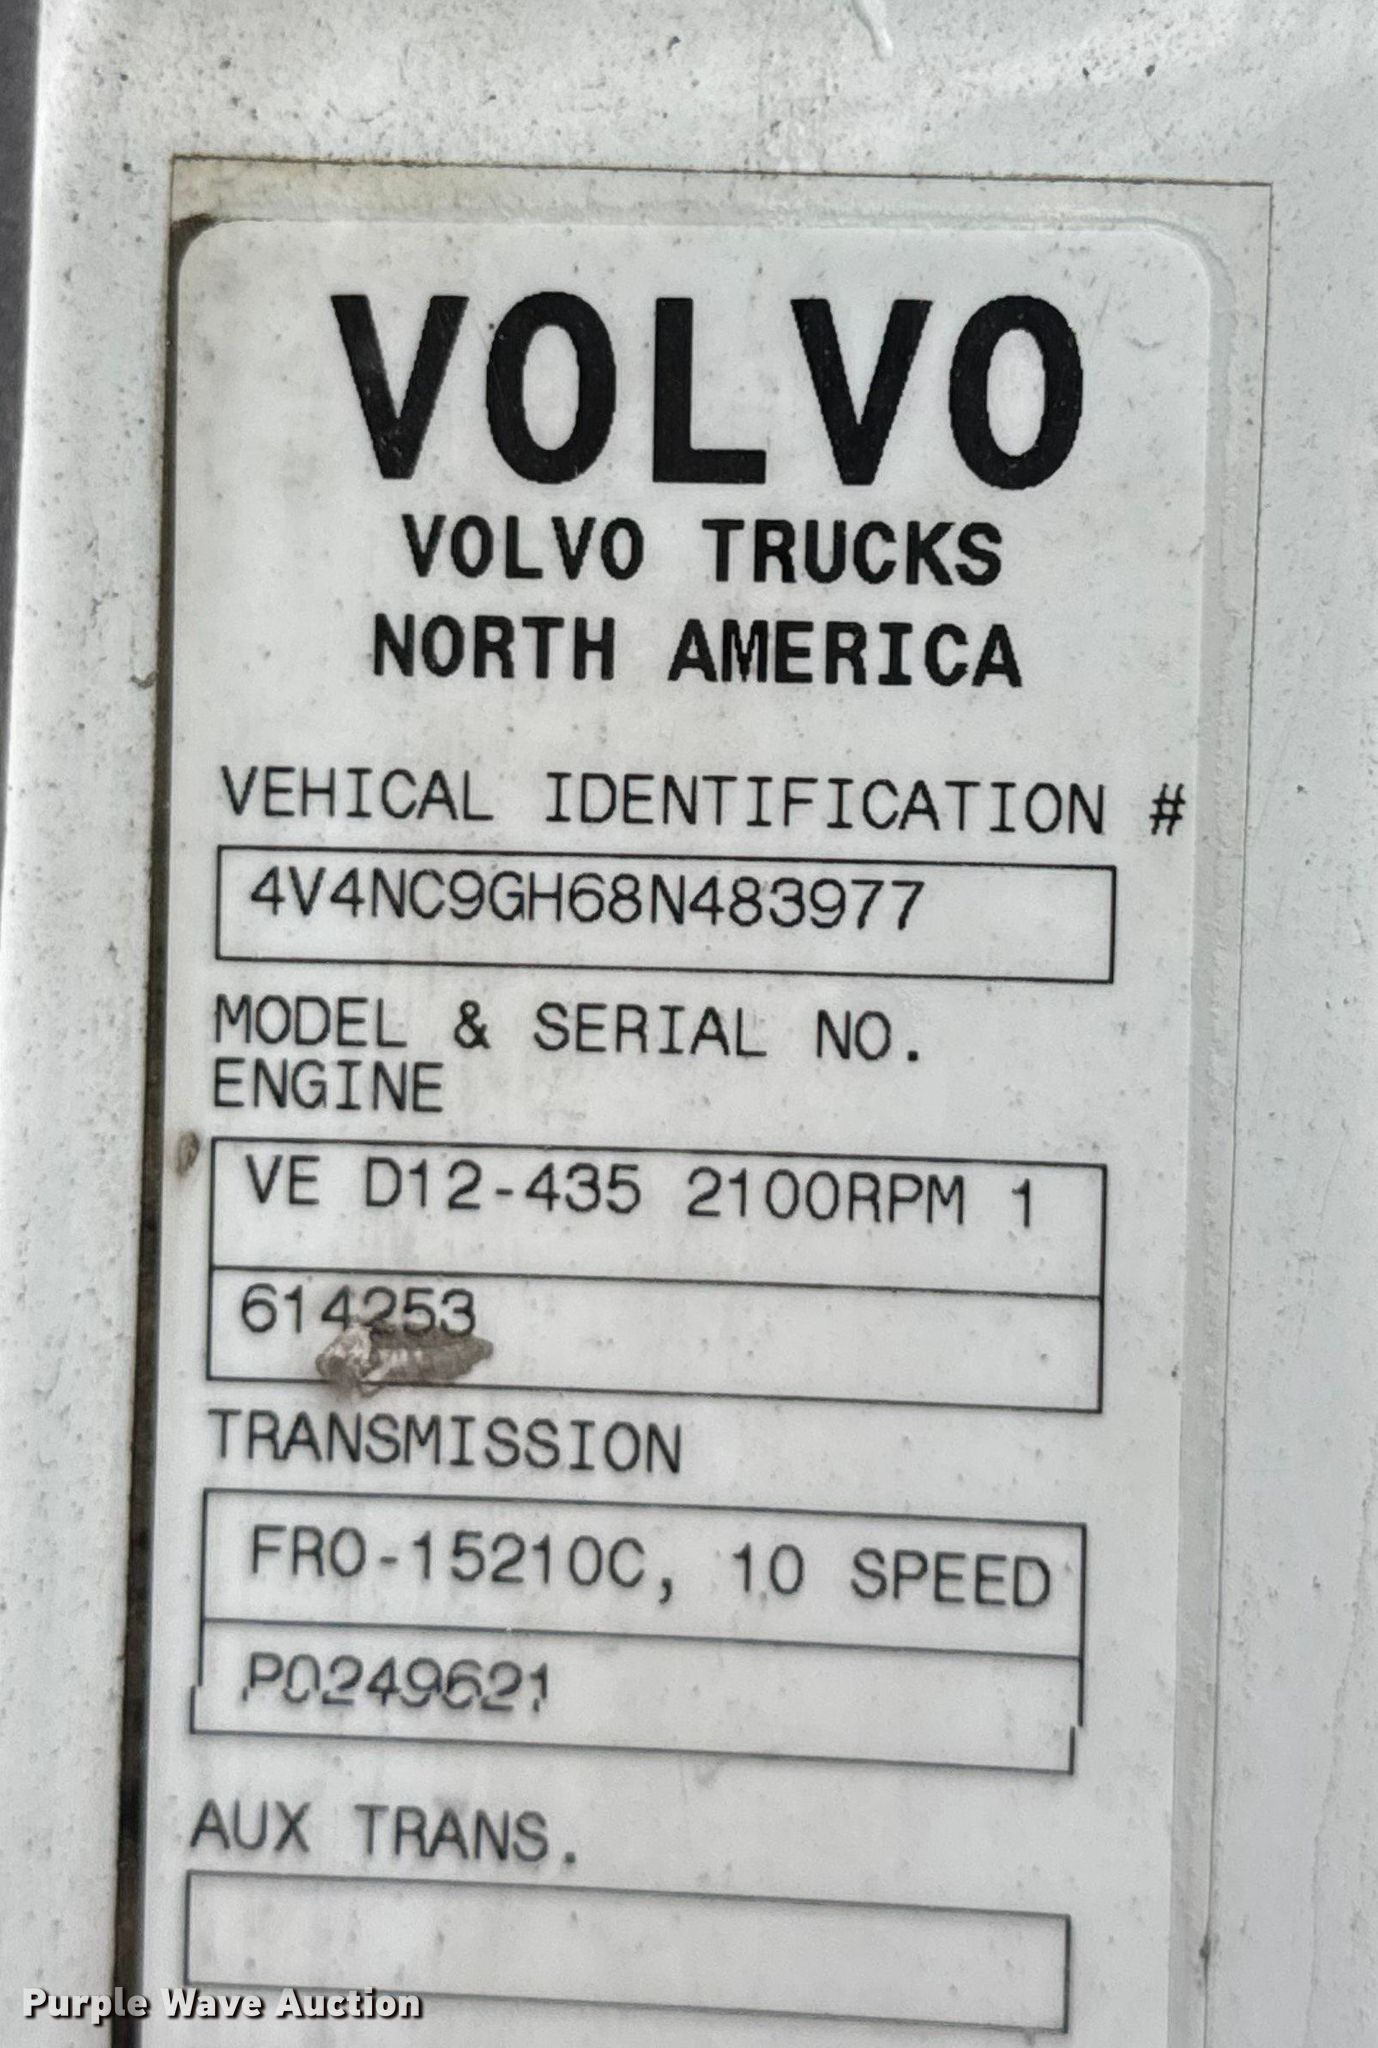 VOLVO
VOLVO TRUCKS
NORTH AMERICA
VEHICAL IDENTIFICATION #
4V4NC9GH68N483977
MODEL & SERIAL NO.
ENGINE
VE D12-435 2100RPM 1
614253
TRANSMISSION
FRO-15210C, 10 SPEED
P0249621
AUX TRANS.
Purple Wave Auction